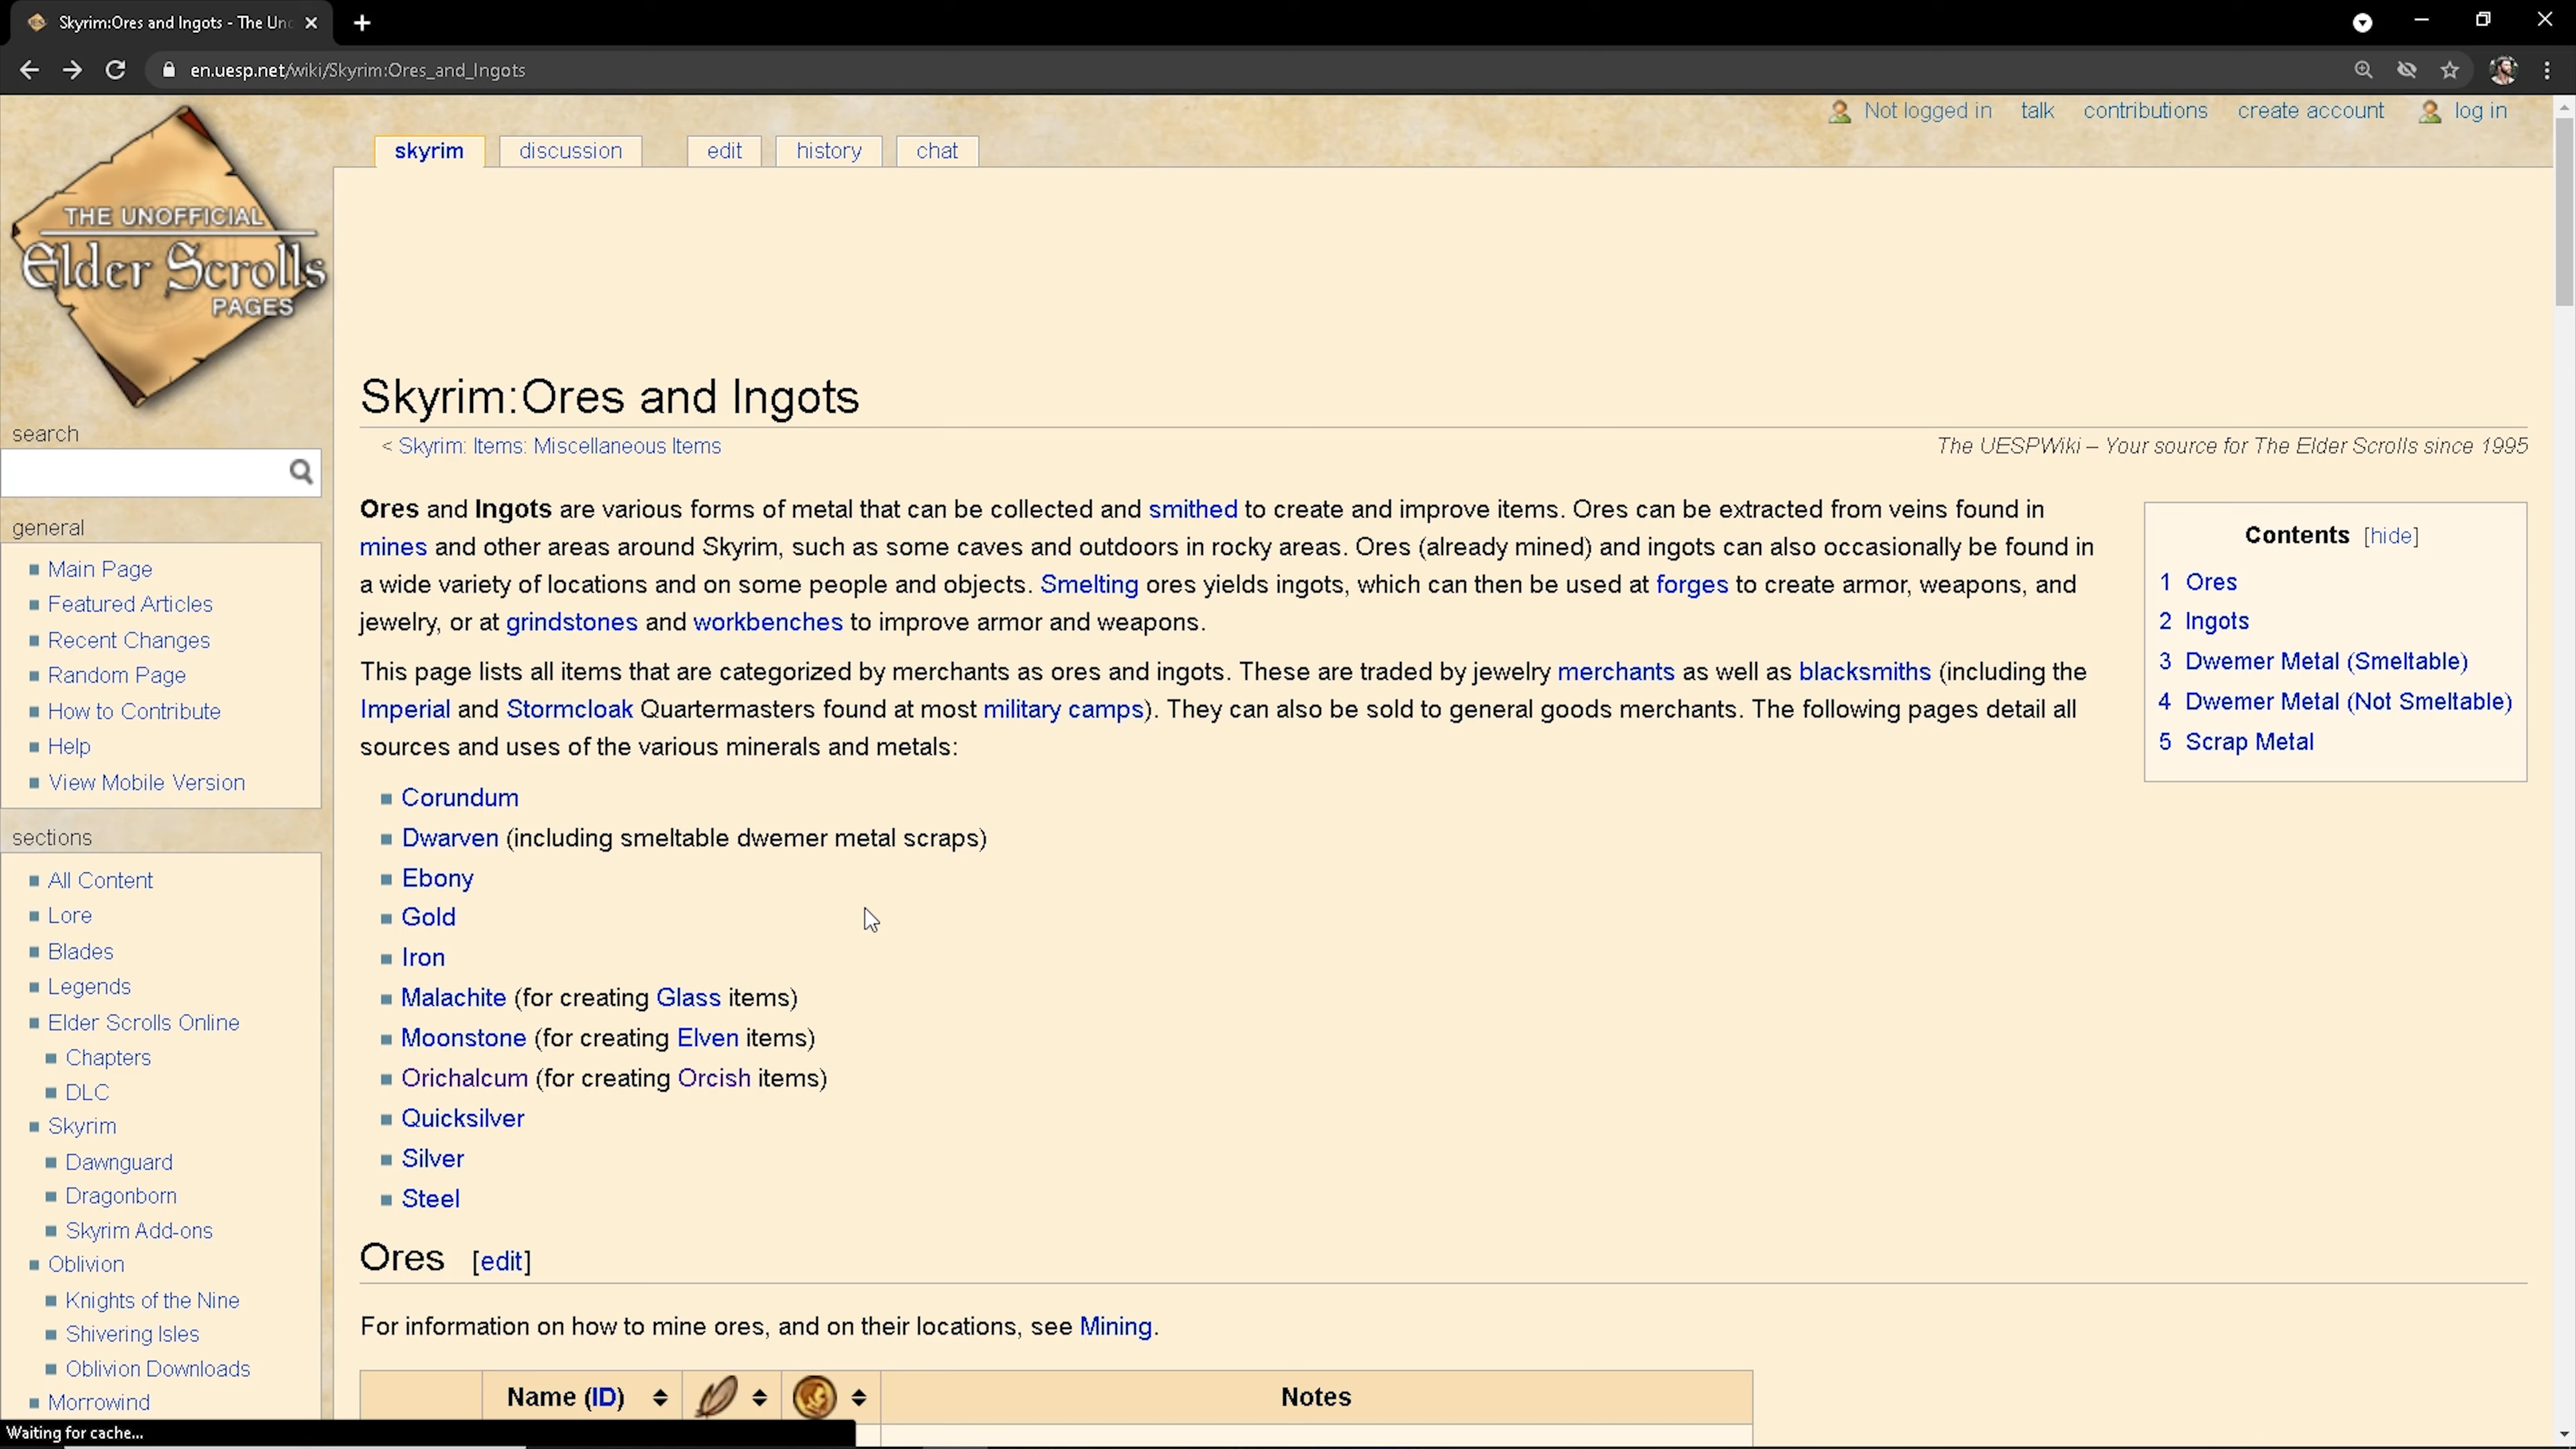 Skyrim:Ores and Ingots - The Un
en.uesp.net/wiki/Skyrim:Ores_and_Ingots
Not logged in talk contributions create account log in
skyrim discussion edit history chat
THE UNOFFICIAL
Elder Scrolls
PAGES
search
general
Main Page
Featured Articles
Recent Changes
Random Page
How to Contribute
Help
View Mobile Version
sections
All Content
Lore
Blades
Legends
Elder Scrolls Online
Chapters
DLC
Skyrim
Dawnguard
Dragonborn
Skyrim Add-ons
Oblivion
Knights of the Nine
Shivering Isles
Oblivion Downloads
Morrowind
Skyrim:Ores and Ingots
< Skyrim: Items: Miscellaneous Items
The UESPWiki – Your source for The Elder Scrolls since 1995
Ores and Ingots are various forms of metal that can be collected and smithed to create and improve items. Ores can be extracted from veins found in
mines and other areas around Skyrim, such as some caves and outdoors in rocky areas. Ores (already mined) and ingots can also occasionally be found in
a wide variety of locations and on some people and objects. Smelting ores yields ingots, which can then be used at forges to create armor, weapons, and
jewelry, or at grindstones and workbenches to improve armor and weapons.
This page lists all items that are categorized by merchants as ores and ingots. These are traded by jewelry merchants as well as blacksmiths (including the
Imperial and Stormcloak Quartermasters found at most military camps). They can also be sold to general goods merchants. The following pages detail all
sources and uses of the various minerals and metals:
Contents [hide]
1 Ores
2 Ingots
3 Dwemer Metal (Smeltable)
4 Dwemer Metal (Not Smeltable)
5 Scrap Metal
Corundum
Dwarven (including smeltable dwemer metal scraps)
Ebony
Gold
Iron
Malachite (for creating Glass items)
Moonstone (for creating Elven items)
Orichalcum (for creating Orcish items)
Quicksilver
Silver
Steel
Ores [edit]
For information on how to mine ores, and on their locations, see Mining.
Name (ID) Notes
Waiting for cache...